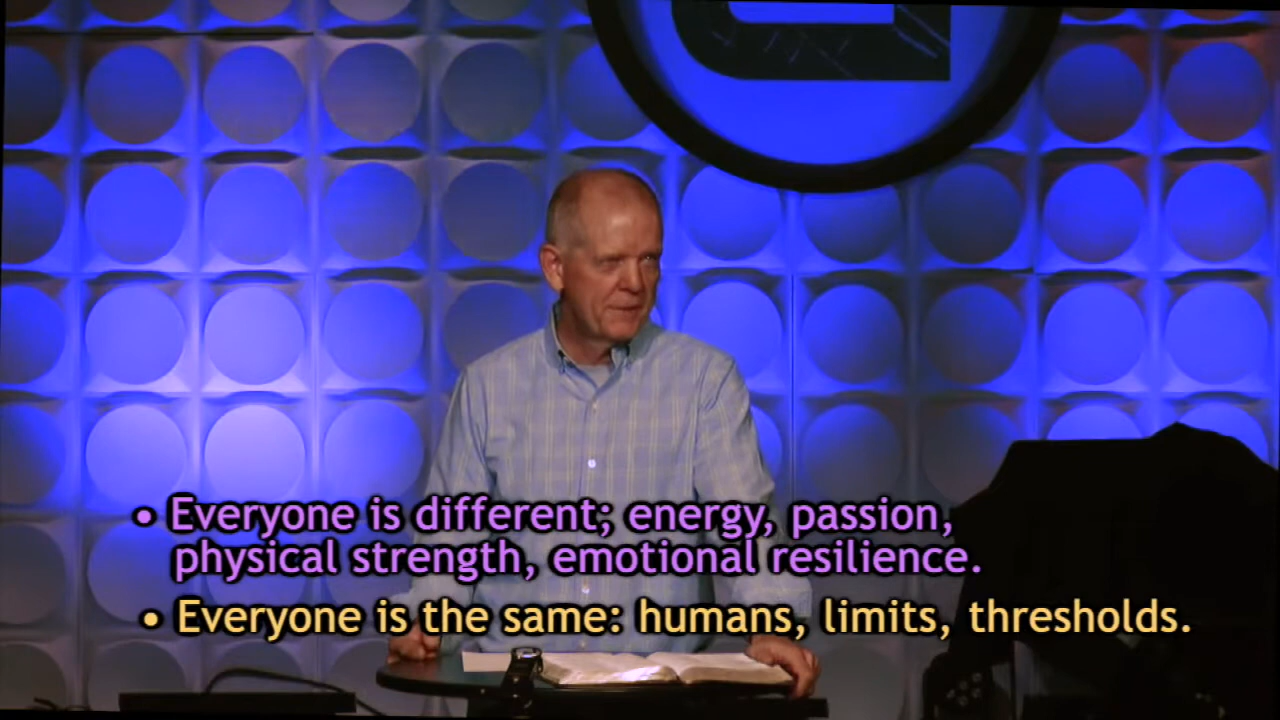 • Everyone is different; energy, passion,
physical strength, emotional resilience.
• Everyone is the same: humans, limits, thresholds.